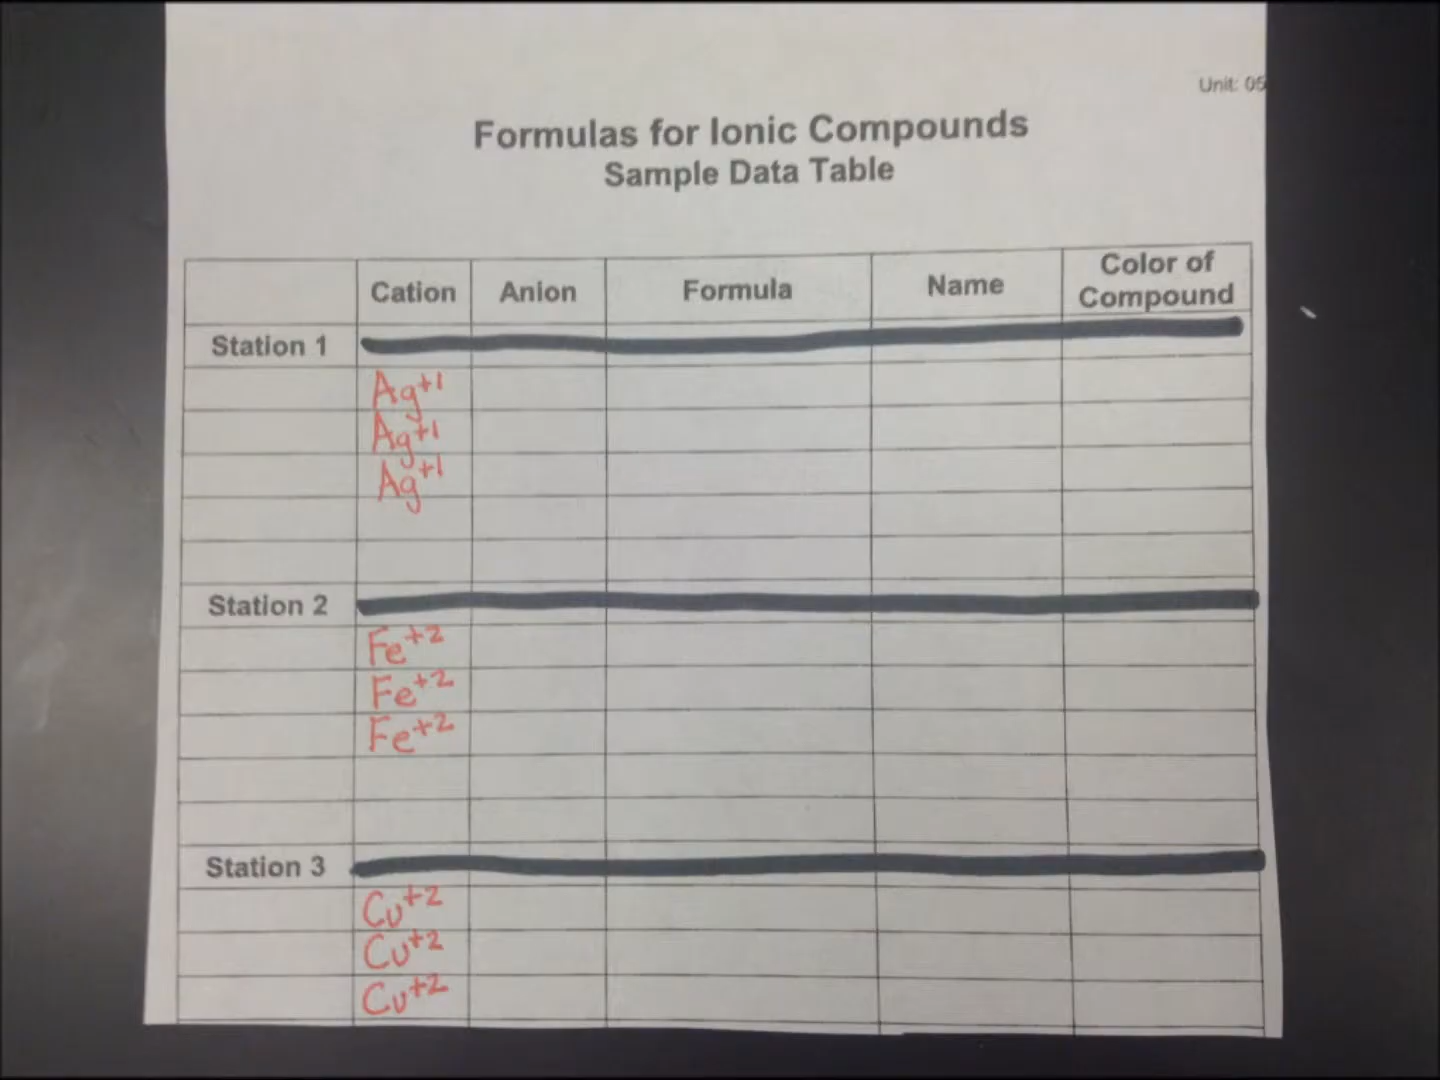 Unit: 05
Formulas for Ionic Compounds
Sample Data Table
Cation Anion Formula Name Color of Compound
Station 1
Ag+1
Ag+1
Ag+1
Station 2
Fe+2
Fe+2
Fe+2
Station 3
Cu+2
Cu+2
Cu+2